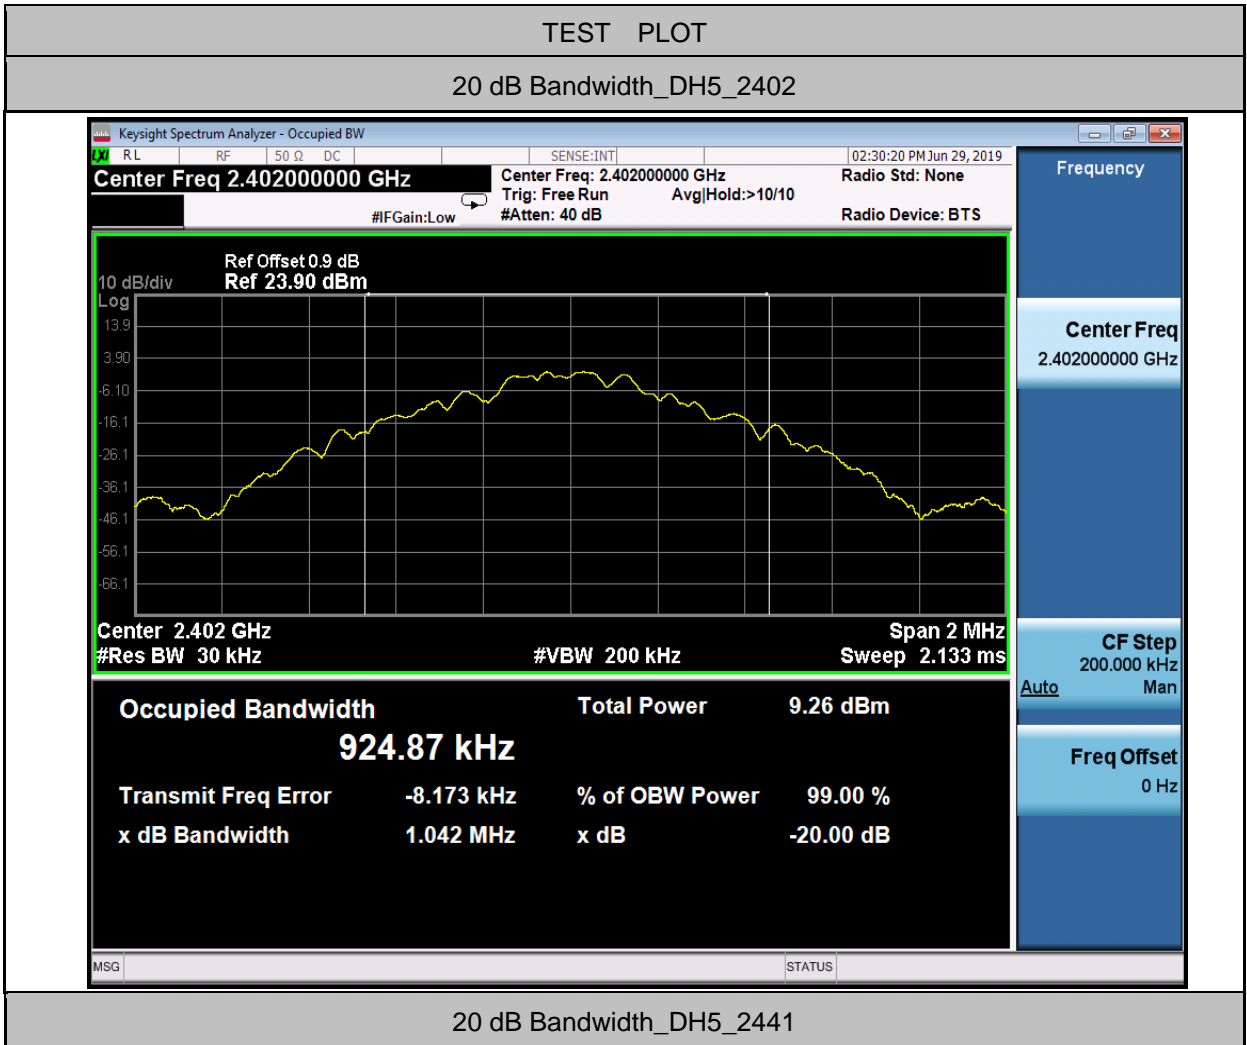 TEST PLOT
20 dB Bandwidth_DH5_2402
Keysight Spectrum Analyzer - Occupied BW
LXI RL RF 50 Ω DC SENSE:INT 02:30:20 PM Jun 29, 2019
Center Freq 2.402000000 GHz
Center Freq: 2.402000000 GHz
Radio Std: None
Trig: Free Run Avg|Hold:>10/10
#IFGain:Low
#Atten: 40 dB
Radio Device: BTS
Ref Offset 0.9 dB
10 dB/div Ref 23.90 dBm
Log
13.9
3.90
-6.10
-16.1
-26.1
-36.1
-46.1
-56.1
-66.1
Center 2.402 GHz Span 2 MHz
#Res BW 30 kHz #VBW 200 kHz Sweep 2.133 ms
Occupied Bandwidth Total Power 9.26 dBm
924.87 kHz
Transmit Freq Error -8.173 kHz % of OBW Power 99.00 %
x dB Bandwidth 1.042 MHz x dB -20.00 dB
Frequency
Center Freq
2.402000000 GHz
CF Step
200.000 kHz
Auto Man
Freq Offset
0 Hz
MSG STATUS
20 dB Bandwidth_DH5_2441